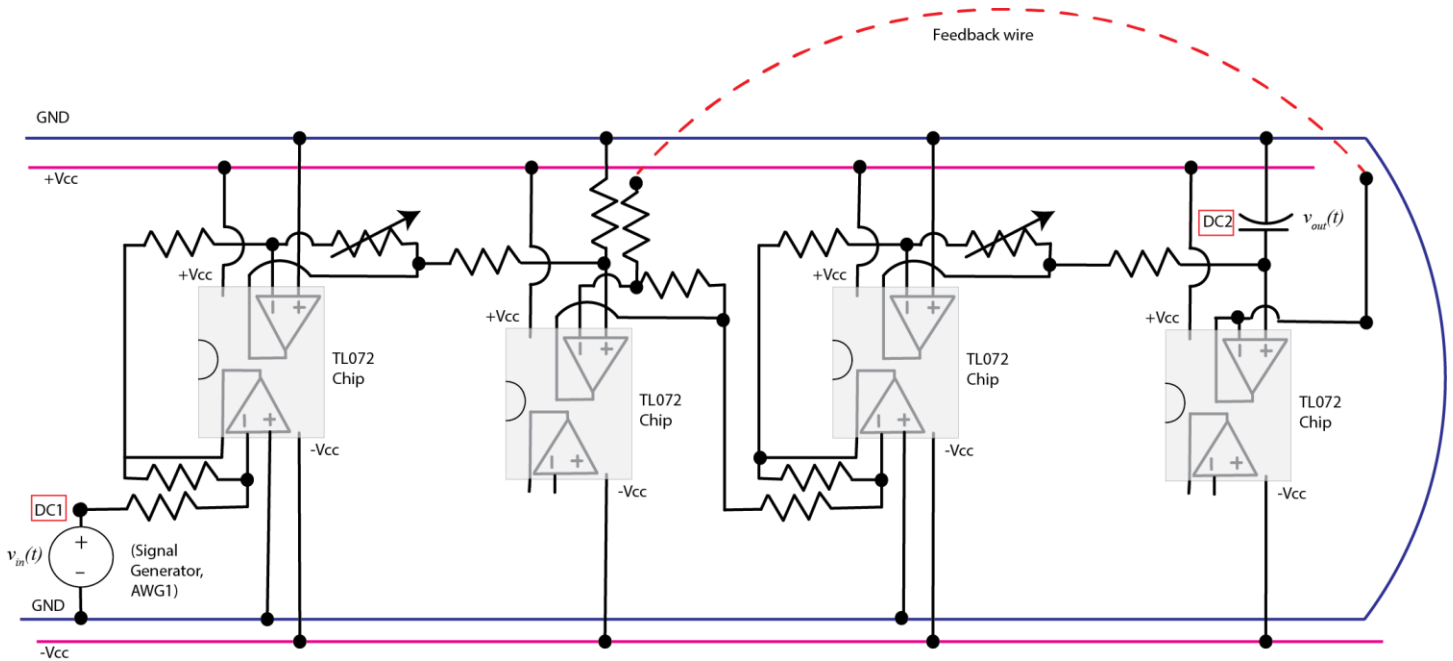 Feedback wire
GND
+Vcc
DC2 vout(t)
+Vcc
+Vcc
+Vcc
+Vcc
TL072
Chip
TL072
Chip
TL072
Chip
TL072
Chip
-Vcc
-Vcc
-Vcc
-Vcc
DC1
vin(t)
(Signal
Generator,
AWG1)
GND
-Vcc